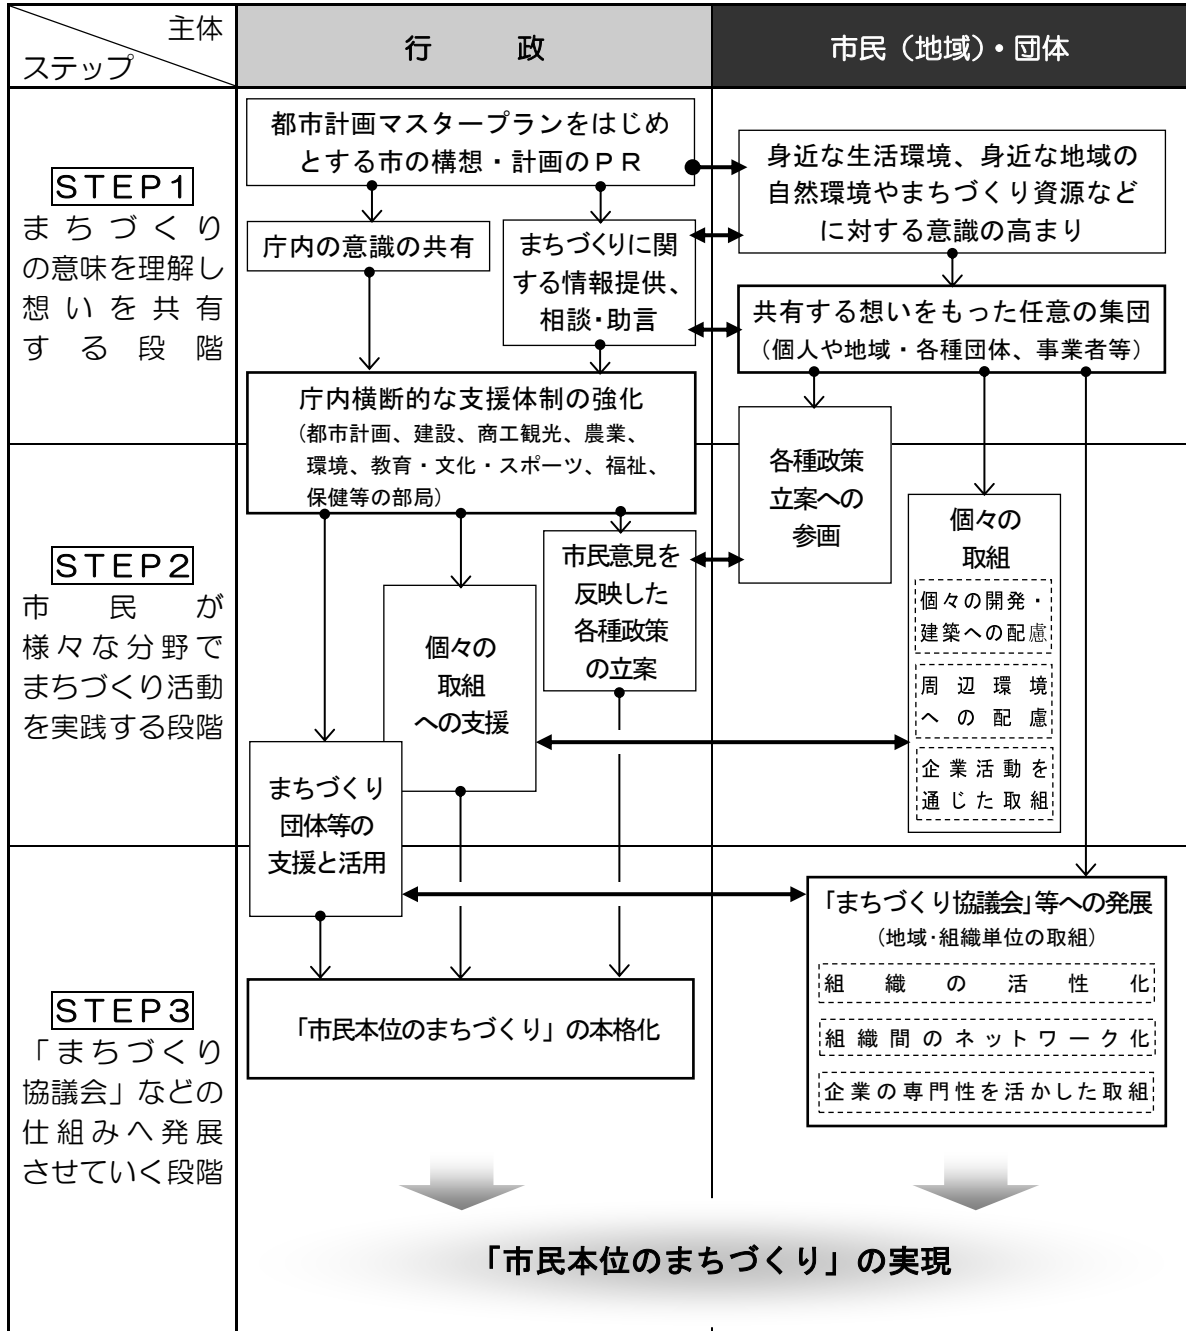 主体
ステップ
行政
市民（地域）・団体
STEP1
まちづくり
の意味を理解し
想いを共有
する段階
都市計画マスタープランをはじめ
とする市の構想・計画のＰＲ
庁内の意識の共有
まちづくりに関
する情報提供、
相談・助言
身近な生活環境、身近な地域の
自然環境やまちづくり資源など
に対する意識の高まり
共有する想いをもった任意の集団
（個人や地域・各種団体、事業者等）
庁内横断的な支援体制の強化
（都市計画、建設、商工観光、農業、
環境、教育・文化・スポーツ、福祉、
保健等の部局）
各種政策
立案への
参画
STEP2
市民が
様々な分野で
まちづくり活動
を実践する段階
市民意見を
反映した
各種政策
の立案
個々の
取組
への支援
まちづくり
団体等の
支援と活用
個々の
取組
個々の開発・
建築への配慮
周辺環境
への配慮
企業活動を
通じた取組
STEP3
「まちづくり
協議会」などの
仕組みへ発展
させていく段階
「市民本位のまちづくり」の本格化
「まちづくり協議会」等への発展
（地域・組織単位の取組）
組織の活性化
組織間のネットワーク化
企業の専門性を活かした取組
「市民本位のまちづくり」の実現